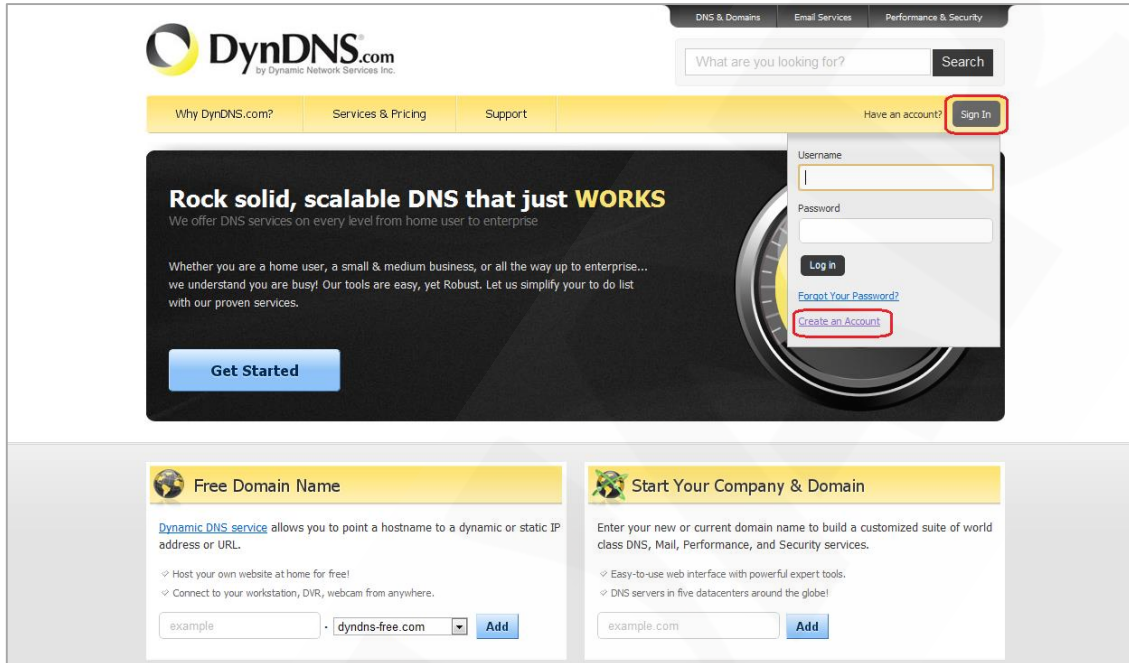 DNS & Domains Email Services Performance & Security
DynDNS.com
by Dynamic Network Services Inc.
What are you looking for? Search
Why DynDNS.com? Services & Pricing Support Have an account? Sign In
Username
Password
Log in
Forgot Your Password?
Create an Account
Rock solid, scalable DNS that just WORKS
We offer DNS services on every level from home user to enterprise
Whether you are a home user, a small & medium business, or all the way up to enterprise...
we understand you are busy! Our tools are easy, yet Robust. Let us simplify your to do list
with our proven services.
Get Started
Free Domain Name
Dynamic DNS service allows you to point a hostname to a dynamic or static IP
address or URL.
Host your own website at home for free!
Connect to your workstation, DVR, webcam from anywhere.
example . dyndns-free.com Add
Start Your Company & Domain
Enter your new or current domain name to build a customized suite of world
class DNS, Mail, Performance, and Security services.
Easy-to-use web interface with powerful expert tools.
DNS servers in five datacenters around the globe!
example.com Add